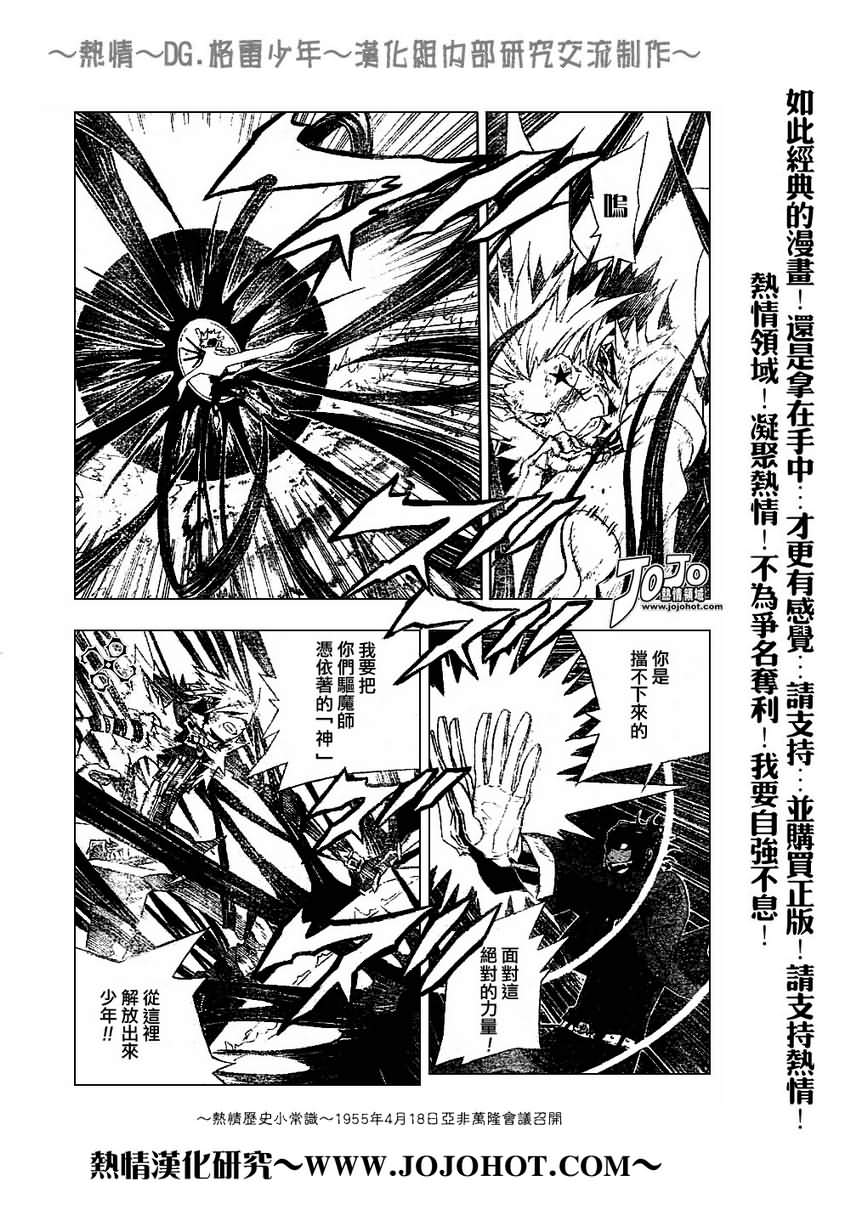 ～熱情～DG.格雷少年～漢化組內部研究交流制作～
如此經典的漫畫！還是拿在手中…才更有感覺…請支持…並購買正版！請支持熱情！
熱情領域！凝聚熱情！不為爭名奪利！我要自強不息！
嗚
JOJO
熱情領域
www.jojohot.com
你是
擋不下來的
面對這
絕對的力量！
我要把
你們驅魔師
憑依著的「神」
從這裡
解放出來
少年!!
～熱情歷史小常識～1955年4月18日亞非萬隆會議召開
熱情漢化研究～WWW.JOJOHOT.COM～